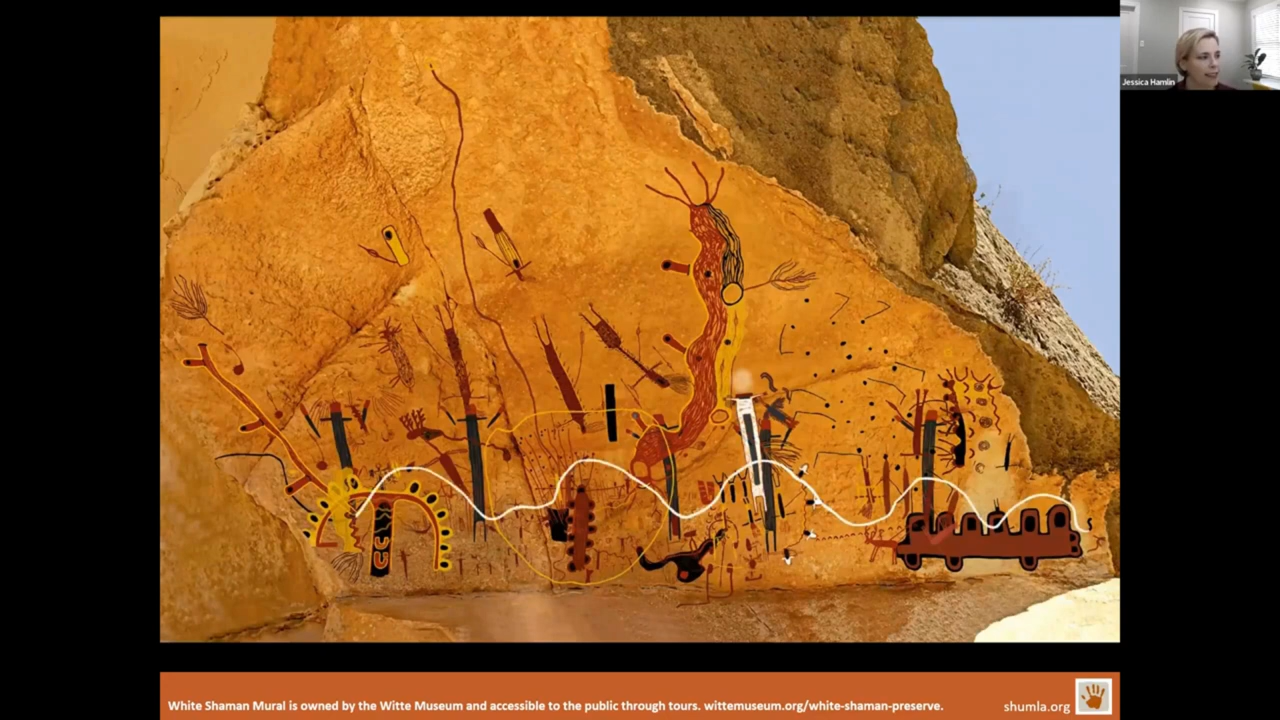 Jessica Hamlin
White Shaman Mural is owned by the Witte Museum and accessible to the public through tours. wittemuseum.org/white-shaman-preserve.
shumla.org